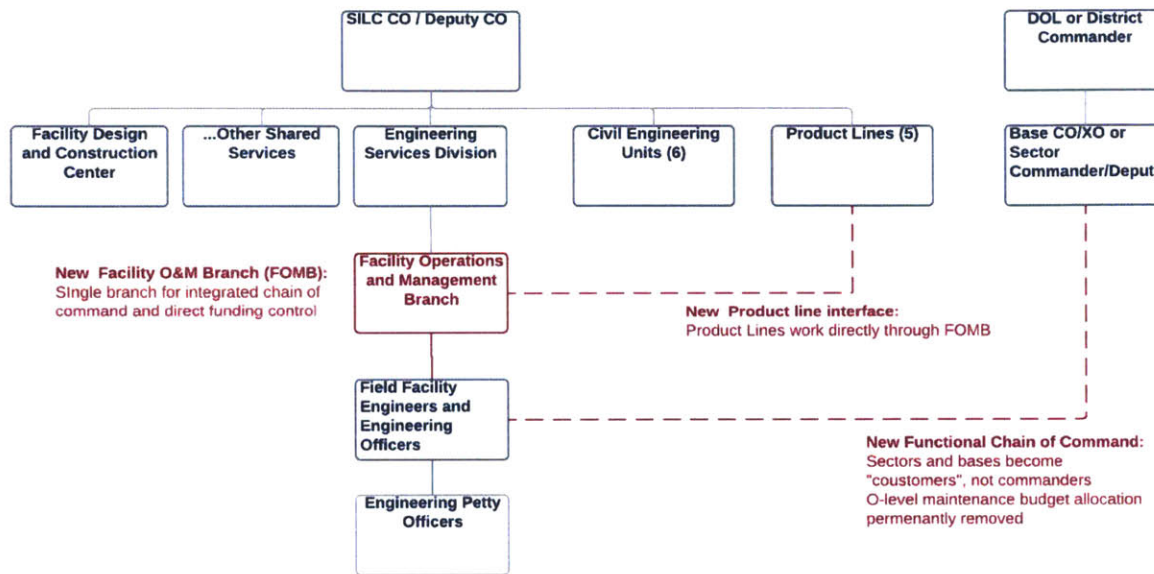 SILC CO / Deputy CO
DOL or District
Commander
Facility Design
and Construction
Center
...Other Shared
Services
Engineering
Services Division
Civil Engineering
Units (6)
Product Lines (5)
Base CO/XO or
Sector
Commander/Deput
New Facility O&M Branch (FOMB):
SIngle branch for integrated chain of
command and direct funding control
Facility Operations
and Management
Branch
New Product line interface:
Product Lines work directly through FOMB
Field Facility
Engineers and
Engineering
Officers
New Functional Chain of Command:
Sectors and bases become
"coustomers", not commanders
O-level maintenance budget allocation
permenantly removed
Engineering Petty
Officers